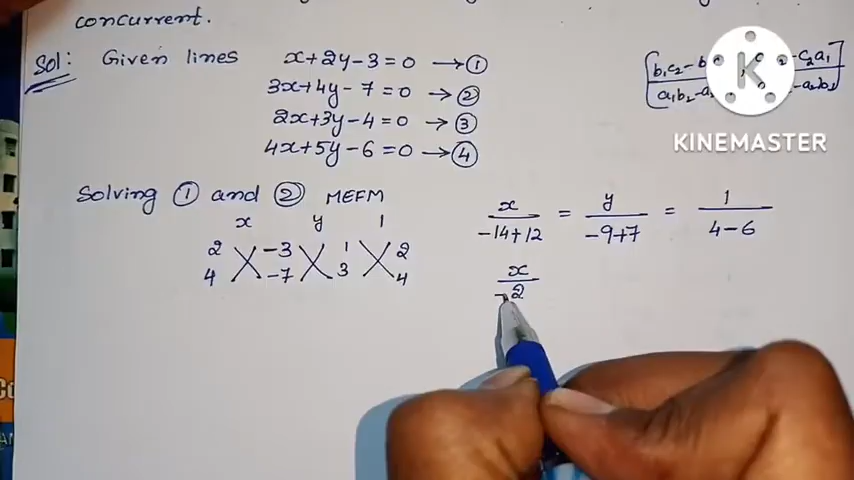 concurrent.
Sol: Given lines x+2y-3=0 → ①
3x+4y-7=0 → ②
2x+3y-4=0 → ③
4x+5y-6=0 → ④
K
KINEMASTER
Solving ① and ② MEFM
x y 1
2 -3 1 2
4 -7 3 4
x/-14+12 = y/-9+7 = 1/4-6
x/-2